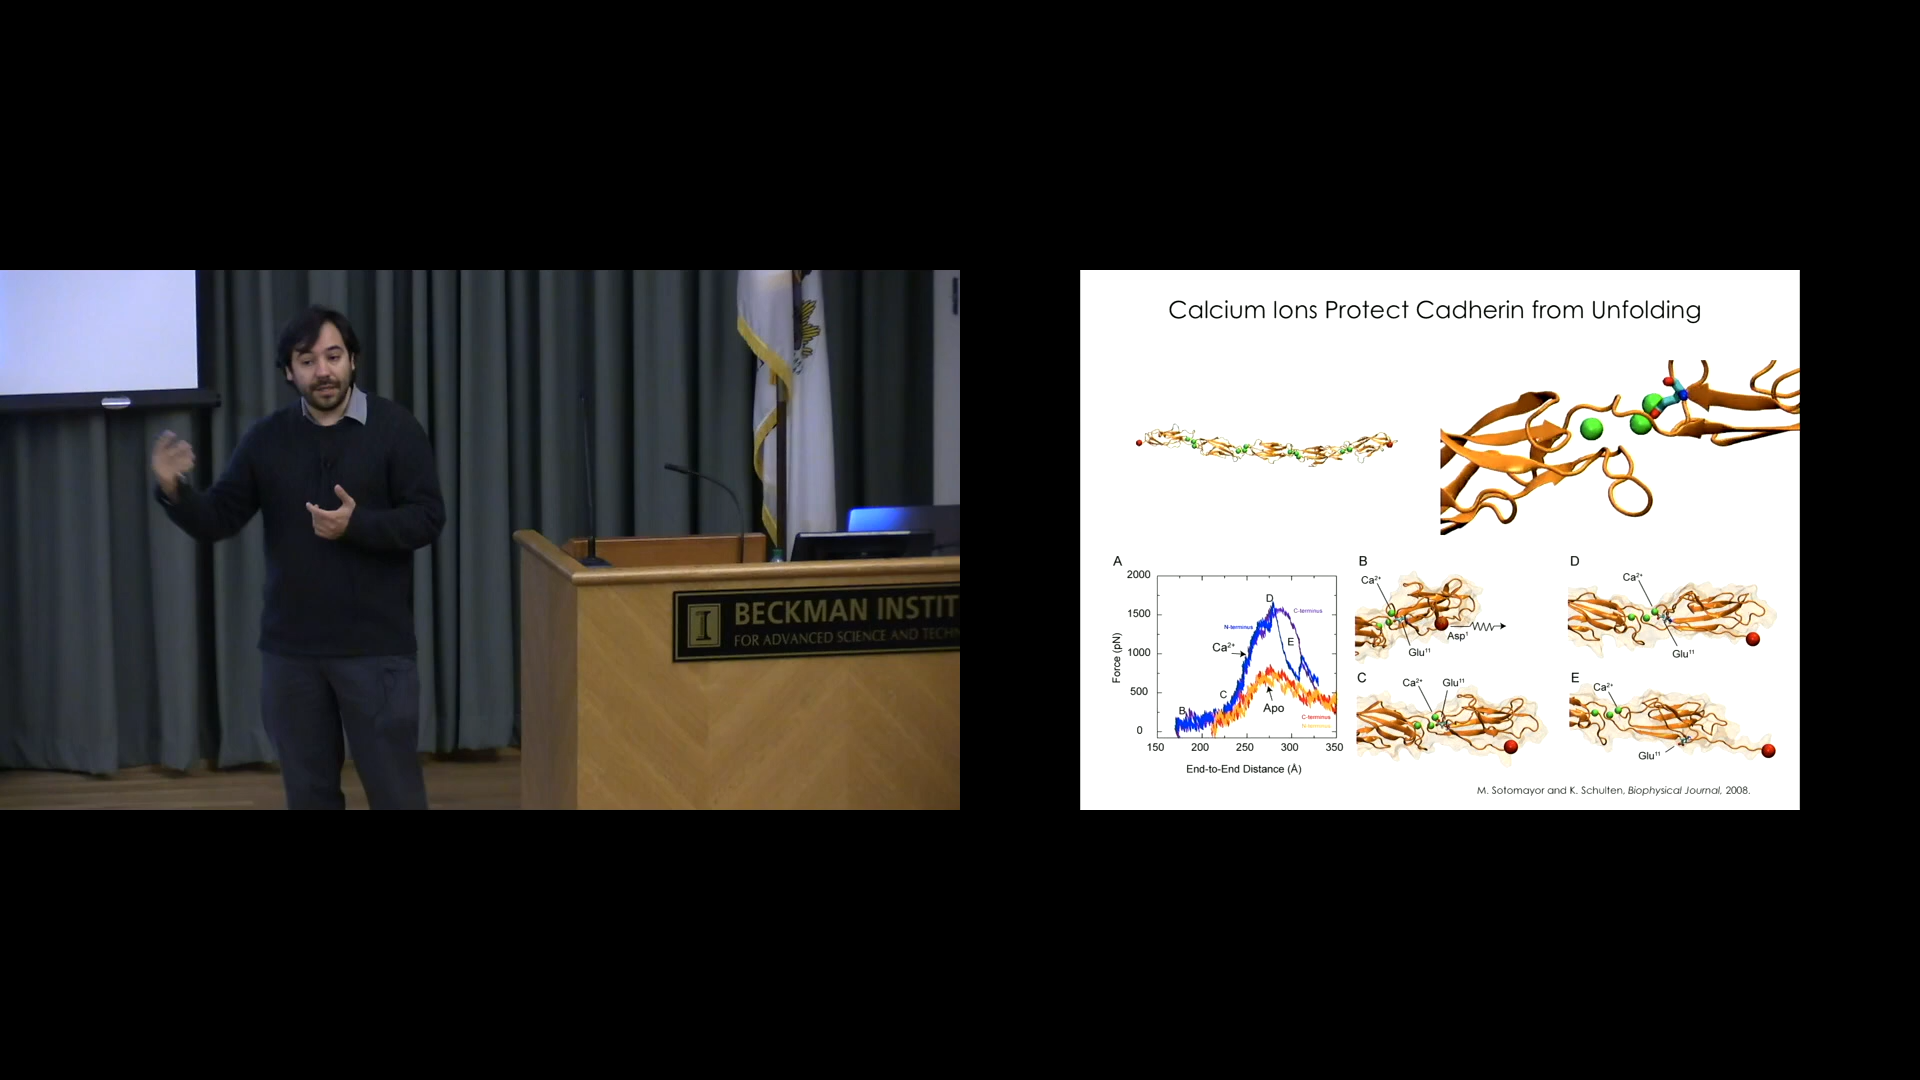 BECKMAN INSTIT
FOR ADVANCED SCIENCE AND TECHN
Calcium Ions Protect Cadherin from Unfolding
A
2000
1500
1000
500
0
Force (pN)
150 200 250 300 350
End-to-End Distance (Å)
D
C-terminus
N-terminus
E
Ca²⁺
C
B
Apo
C-terminus
N-terminus
B
Ca²⁺
Asp¹
Glu¹¹
C
Ca²⁺ Glu¹¹
D
Ca²⁺
Glu¹¹
E
Ca²⁺
Glu¹¹
M. Sotomayor and K. Schulten, Biophysical Journal, 2008.